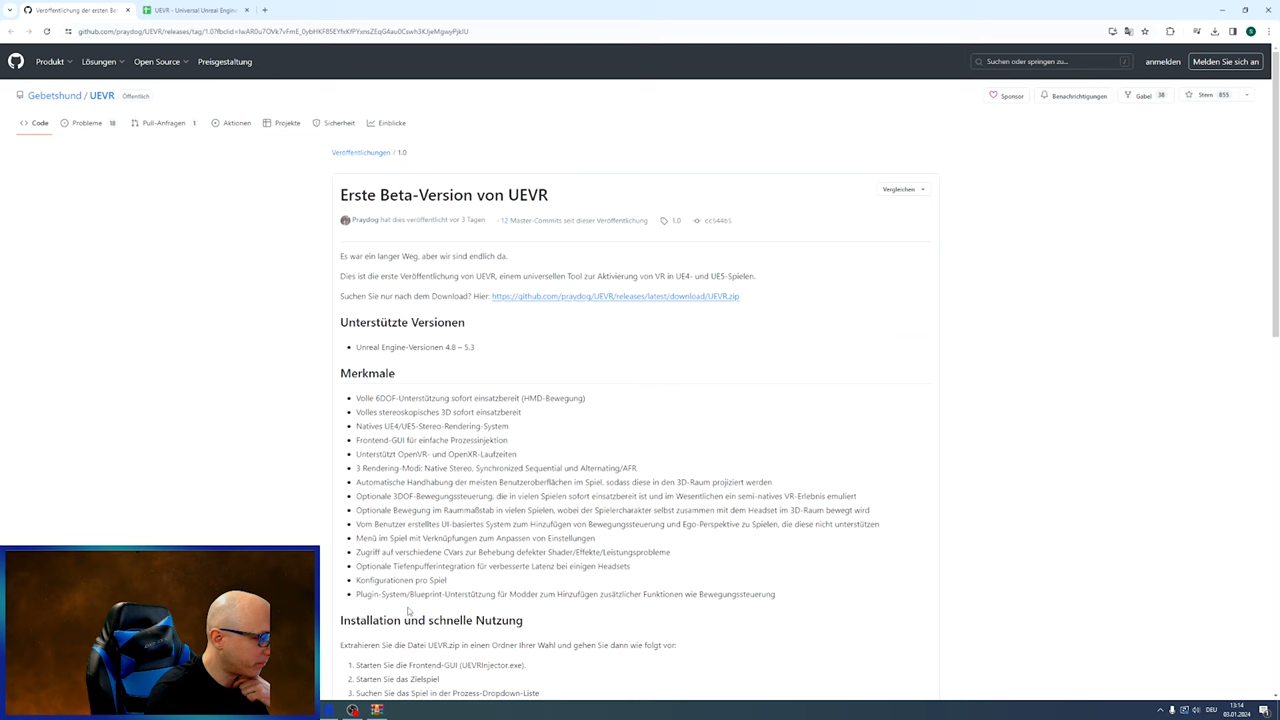 Veröffentlichung der ersten Be
UEVR - Universal Unreal Engin
github.com/praydog/UEVR/releases/tag/1.0?fbclid=
Produkt
Lösungen
Open Source
Preisgestaltung
Suchen oder springen zu...
/
anmelden
Melden Sie sich an
Gebetshund / UEVR
Öffentlich
Sponsor
Benachrichtigungen
Gabel 38
Stern 855
Code
Probleme 18
Pull-Anfragen 1
Aktionen
Projekte
Sicherheit
Einblicke
Veröffentlichungen / 1.0
Erste Beta-Version von UEVR
Vergleichen
Praydog hat dies veröffentlicht vor 3 Tagen
· 12 Master-Commits seit dieser Veröffentlichung
1.0
cc54465
Es war ein langer Weg, aber wir sind endlich da.
Dies ist die erste Veröffentlichung von UEVR, einem universellen Tool zur Aktivierung von VR in UE4- und UE5-Spielen.
Suchen Sie nur nach dem Download? Hier: https://github.com/praydog/UEVR/releases/latest/download/UEVR.zip
Unterstützte Versionen
• Unreal Engine-Versionen 4.8 – 5.3
Merkmale
• Volle 6DOF-Unterstützung sofort einsatzbereit (HMD-Bewegung)
• Volles stereoskopisches 3D sofort einsatzbereit
• Natives UE4/UE5-Stereo-Rendering-System
• Frontend-GUI für einfache Prozessinjektion
• Unterstützt OpenVR- und OpenXR-Laufzeiten
• 3 Rendering-Modi: Native Stereo, Synchronized Sequential und Alternating/AFR
• Automatische Handhabung der meisten Benutzeroberflächen im Spiel, sodass diese in den 3D-Raum projiziert werden
• Optionale 3DOF-Bewegungssteuerung, die in vielen Spielen sofort einsatzbereit ist und im Wesentlichen ein semi-natives VR-Erlebnis emuliert
• Optionale Bewegung im Raummaßstab in vielen Spielen, wobei der Spielercharakter selbst zusammen mit dem Headset im 3D-Raum bewegt wird
• Vom Benutzer erstelltes UI-basiertes System zum Hinzufügen von Bewegungssteuerung und Ego-Perspektive zu Spielen, die diese nicht unterstützen
• Menü im Spiel mit Verknüpfungen zum Anpassen von Einstellungen
• Zugriff auf verschiedene CVars zur Behebung defekter Shader/Effekte/Leistungsprobleme
• Optionale Tiefenpufferintegration für verbesserte Latenz bei einigen Headsets
• Konfigurationen pro Spiel
• Plugin-System/Blueprint-Unterstützung für Modder zum Hinzufügen zusätzlicher Funktionen wie Bewegungssteuerung
Installation und schnelle Nutzung
Extrahieren Sie die Datei UEVR.zip in einen Ordner Ihrer Wahl und gehen Sie dann wie folgt vor:
1. Starten Sie die Frontend-GUI (UEVRInjector.exe).
2. Starten Sie das Zielspiel
3. Suchen Sie das Spiel in der Prozess-Dropdown-Liste
DEU
13:14
03.01.2024